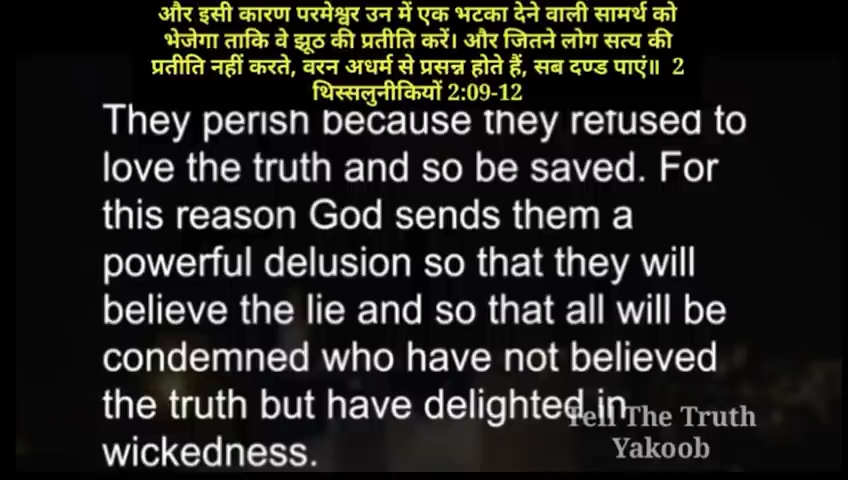 और इसी कारण परमेश्वर उन में एक भटका देने वाली सामर्थ को
भेजेगा ताकि वे झूठ की प्रतीति करें। और जितने लोग सत्य की
प्रतीति नहीं करते, वरन अधर्म से प्रसन्न होते हैं, सब दण्ड पाएं॥ 2
थिस्सलुनीकियों 2:09-12
They perish because they refused to
love the truth and so be saved. For
this reason God sends them a
powerful delusion so that they will
believe the lie and so that all will be
condemned who have not believed
the truth but have delighted in
wickedness.
Tell The Truth
Yakoob